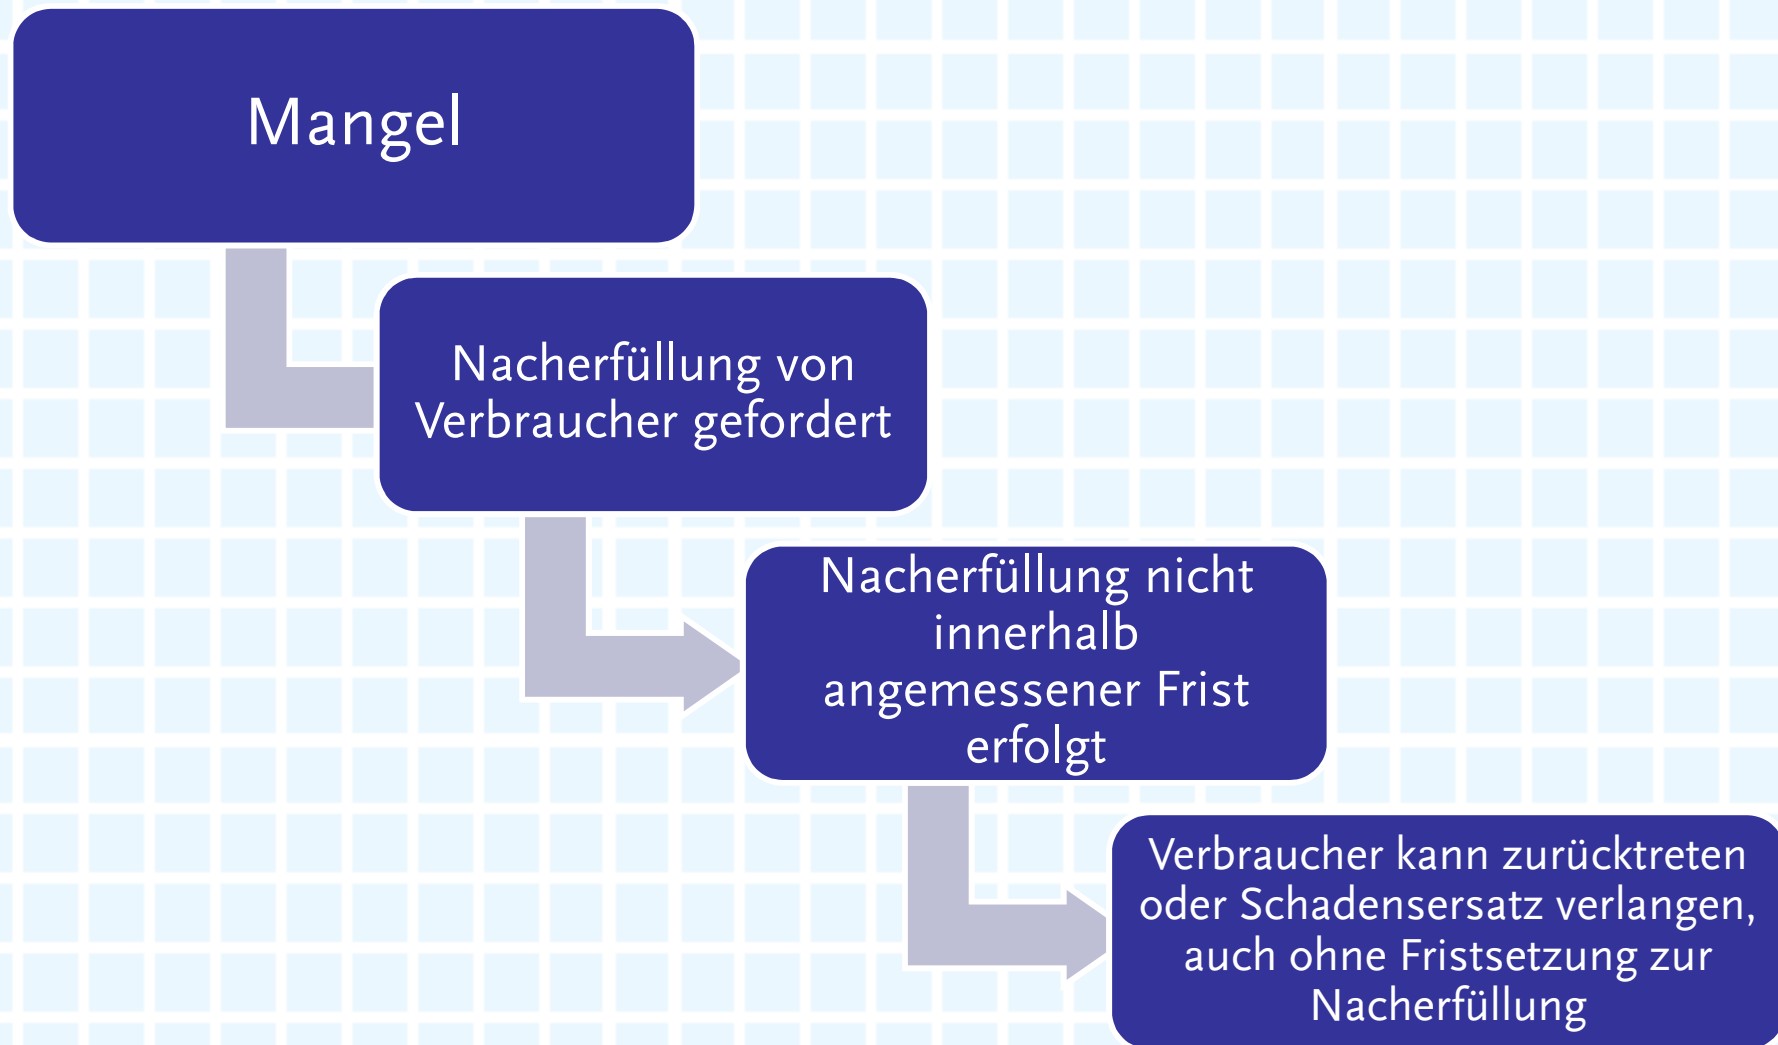 Mangel
Nacherfüllung von
Verbraucher gefordert
Nacherfüllung nicht
innerhalb
angemessener Frist
erfolgt
Verbraucher kann zurücktreten
oder Schadensersatz verlangen,
auch ohne Fristsetzung zur
Nacherfüllung